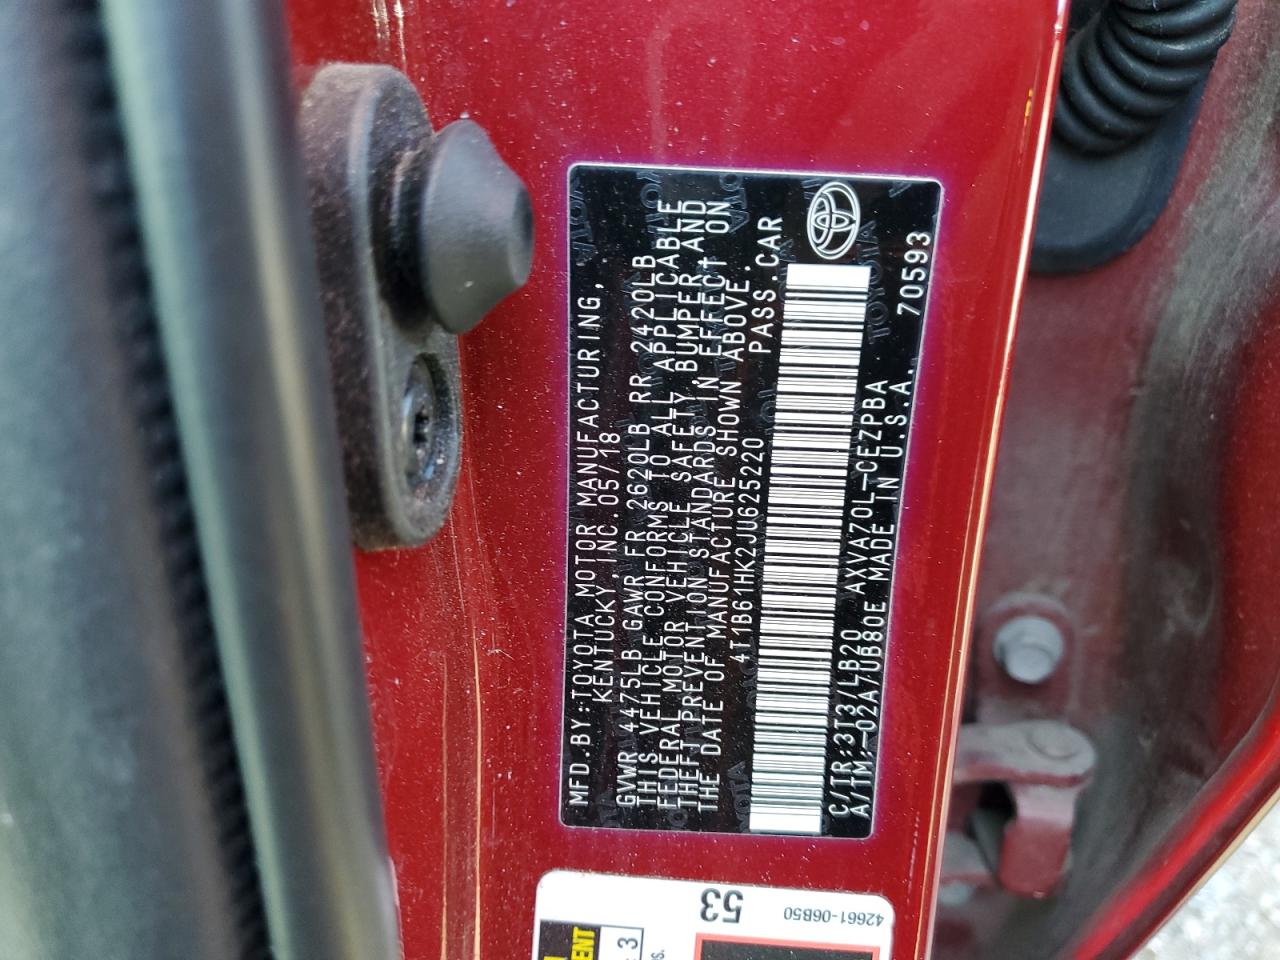 MFD.BY:TOYOTA MOTOR MANUFACTURING,
KENTUCKY,INC.05/18
GVWR 4475LB GAWR FR 2620LB RR 2420LB
THIS VEHICLE CONFORMS TO ALL APPLICABLE
FEDERAL MOTOR VEHICLE SAFETY,BUMPER,AND
THEFT PREVENTION STANDARDS IN EFFECT ON
THE DATE OF MANUFACTURE SHOWN ABOVE.
4T1B61HK2JU625220 PASS.CAR
C/TR:3T3/LB20 AXVA70L-CEZPBA
A/TM:-02A/UB80E MADE IN U.S.A.
70593
53
42661-06B50
3